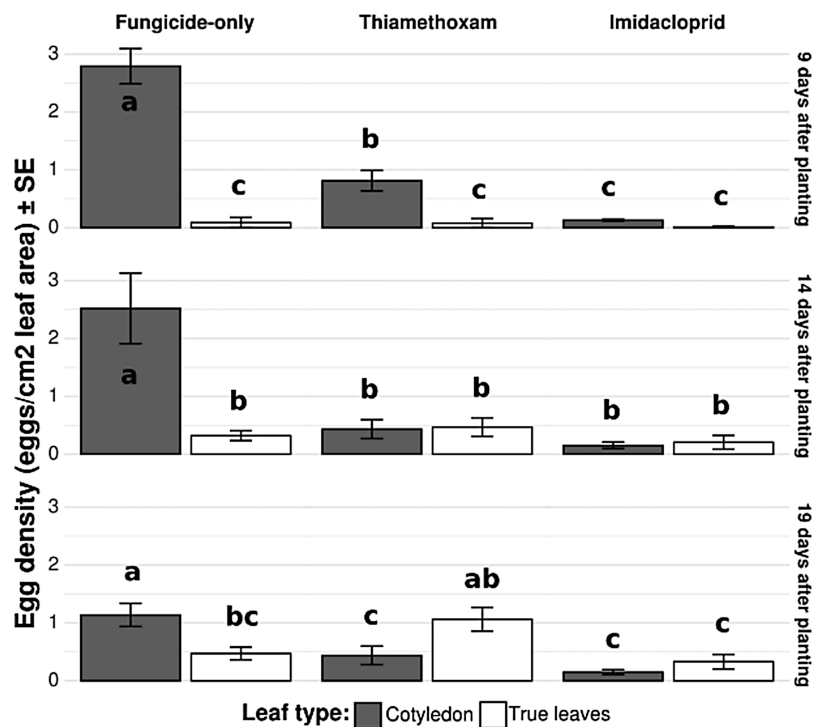 Fungicide-only Thiamethoxam Imidacloprid
Egg density (eggs/cm2 leaf area) ± SE
3
2
1
0
a
c
b
c
c
c
9 days after planting
3
2
1
0
a
b
b
b
b
b
14 days after planting
3
2
1
0
a
bc
c
ab
c
c
19 days after planting
Leaf type: Cotyledon True leaves